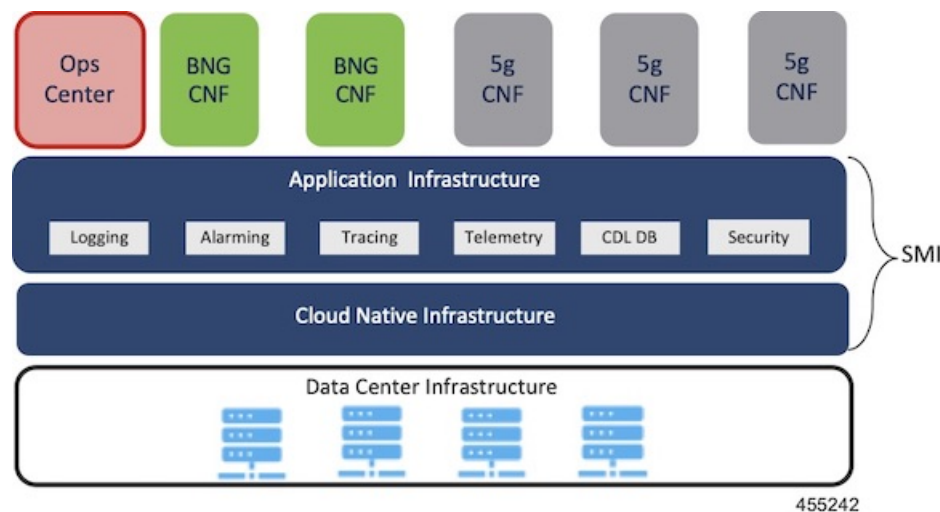 Ops
Center
BNG
CNF
BNG
CNF
5g
CNF
5g
CNF
5g
CNF
Application Infrastructure
Logging
Alarming
Tracing
Telemetry
CDL DB
Security
SMI
Cloud Native Infrastructure
Data Center Infrastructure
455242